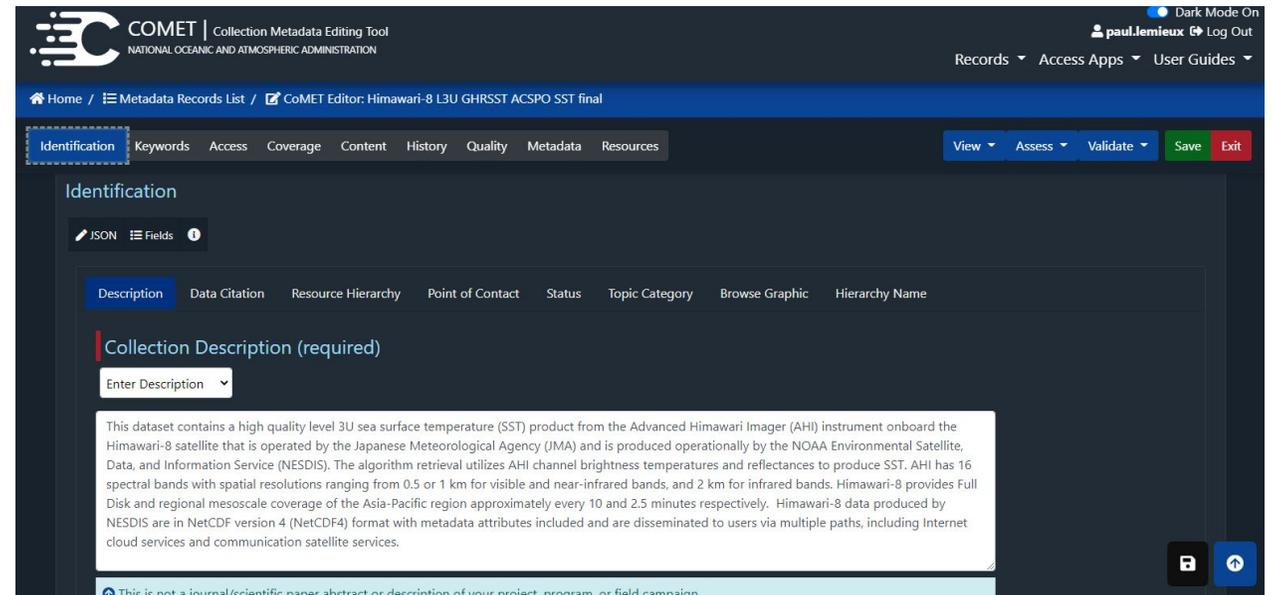 Dark Mode On
COMET | Collection Metadata Editing Tool
NATIONAL OCEANIC AND ATMOSPHERIC ADMINISTRATION
paul.lemieux Log Out
Records Access Apps User Guides
Home / Metadata Records List / CoMET Editor: Himawari-8 L3U GHRSST ACSPO SST final
Identification Keywords Access Coverage Content History Quality Metadata Resources View Assess Validate Save Exit
Identification
JSON Fields
Description Data Citation Resource Hierarchy Point of Contact Status Topic Category Browse Graphic Hierarchy Name
Collection Description (required)
Enter Description
This dataset contains a high quality level 3U sea surface temperature (SST) product from the Advanced Himawari Imager (AHI) instrument onboard the
Himawari-8 satellite that is operated by the Japanese Meteorological Agency (JMA) and is produced operationally by the NOAA Environmental Satellite,
Data, and Information Service (NESDIS). The algorithm retrieval utilizes AHI channel brightness temperatures and reflectances to produce SST. AHI has 16
spectral bands with spatial resolutions ranging from 0.5 or 1 km for visible and near-infrared bands, and 2 km for infrared bands. Himawari-8 provides Full
Disk and regional mesoscale coverage of the Asia-Pacific region approximately every 10 and 2.5 minutes respectively. Himawari-8 data produced by
NESDIS are in NetCDF version 4 (NetCDF4) format with metadata attributes included and are disseminated to users via multiple paths, including Internet
cloud services and communication satellite services.
This is not a journal/scientific paper abstract or description of your project, program, or field campaign